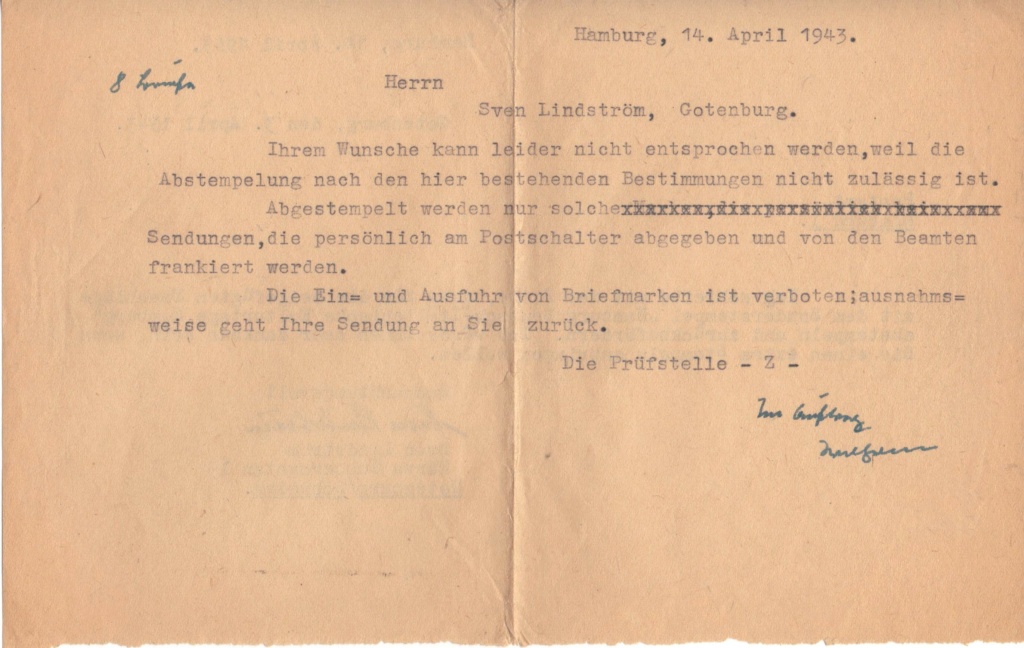 Hamburg, 14. April 1943.
8 Briefe
Herrn
Sven Lindström, Gotenburg.
Ihrem Wunsche kann leider nicht entsprochen werden,weil die
Abstempelung nach den hier bestehenden Bestimmungen nicht zulässig ist.
Abgestempelt werden nur solche
Sendungen,die persönlich am Postschalter abgegeben und von den Beamten
frankiert werden.
Die Ein= und Ausfuhr von Briefmarken ist verboten;ausnahms=
weise geht Ihre Sendung an Sie zurück.
Die Prüfstelle - Z -
Im Auftrag